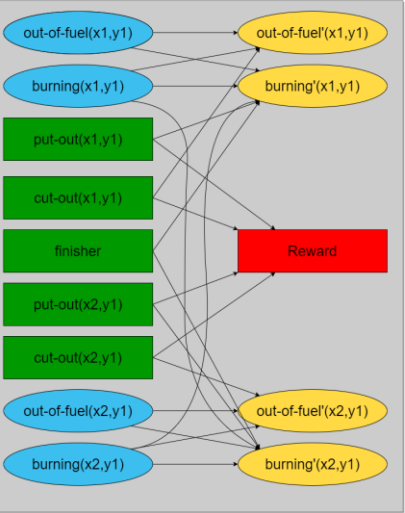 out-of-fuel(x1,y1)
out-of-fuel'(x1,y1)
burning(x1,y1)
burning'(x1,y1)
put-out(x1,y1)
cut-out(x1,y1)
finisher
Reward
put-out(x2,y1)
cut-out(x2,y1)
out-of-fuel(x2,y1)
out-of-fuel'(x2,y1)
burning(x2,y1)
burning'(x2,y1)